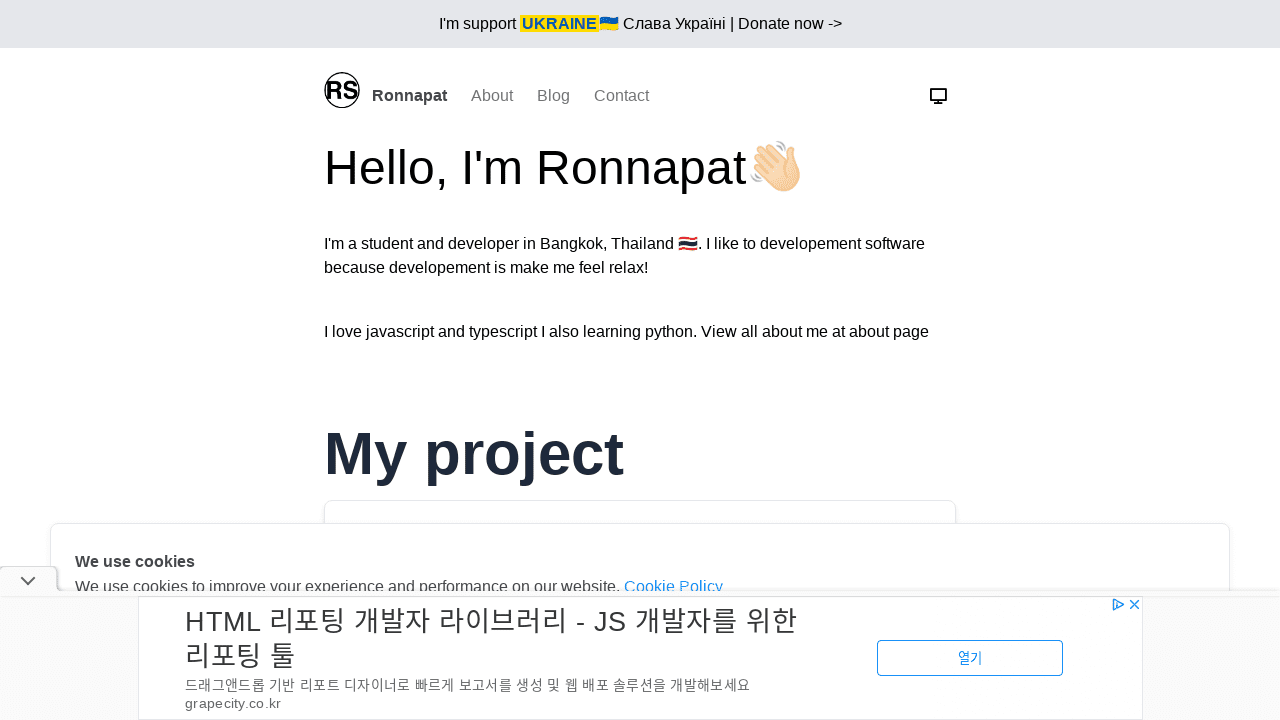 I'm support UKRAINE🇺🇦 Слава Україні | Donate now ->
RS Ronnapat About Blog Contact
Hello, I'm Ronnapat👋🏻
I'm a student and developer in Bangkok, Thailand 🇹🇭. I like to developement software
because developement is make me feel relax!
I love javascript and typescript I also learning python. View all about me at about page
My project
We use cookies
We use cookies to improve your experience and performance on our website. Cookie Policy
HTML 리포팅 개발자 라이브러리 - JS 개발자를 위한
리포팅 툴
드래그앤드롭 기반 리포트 디자이너로 빠르게 보고서를 생성 및 웹 배포 솔루션을 개발해보세요
grapecity.co.kr
열기